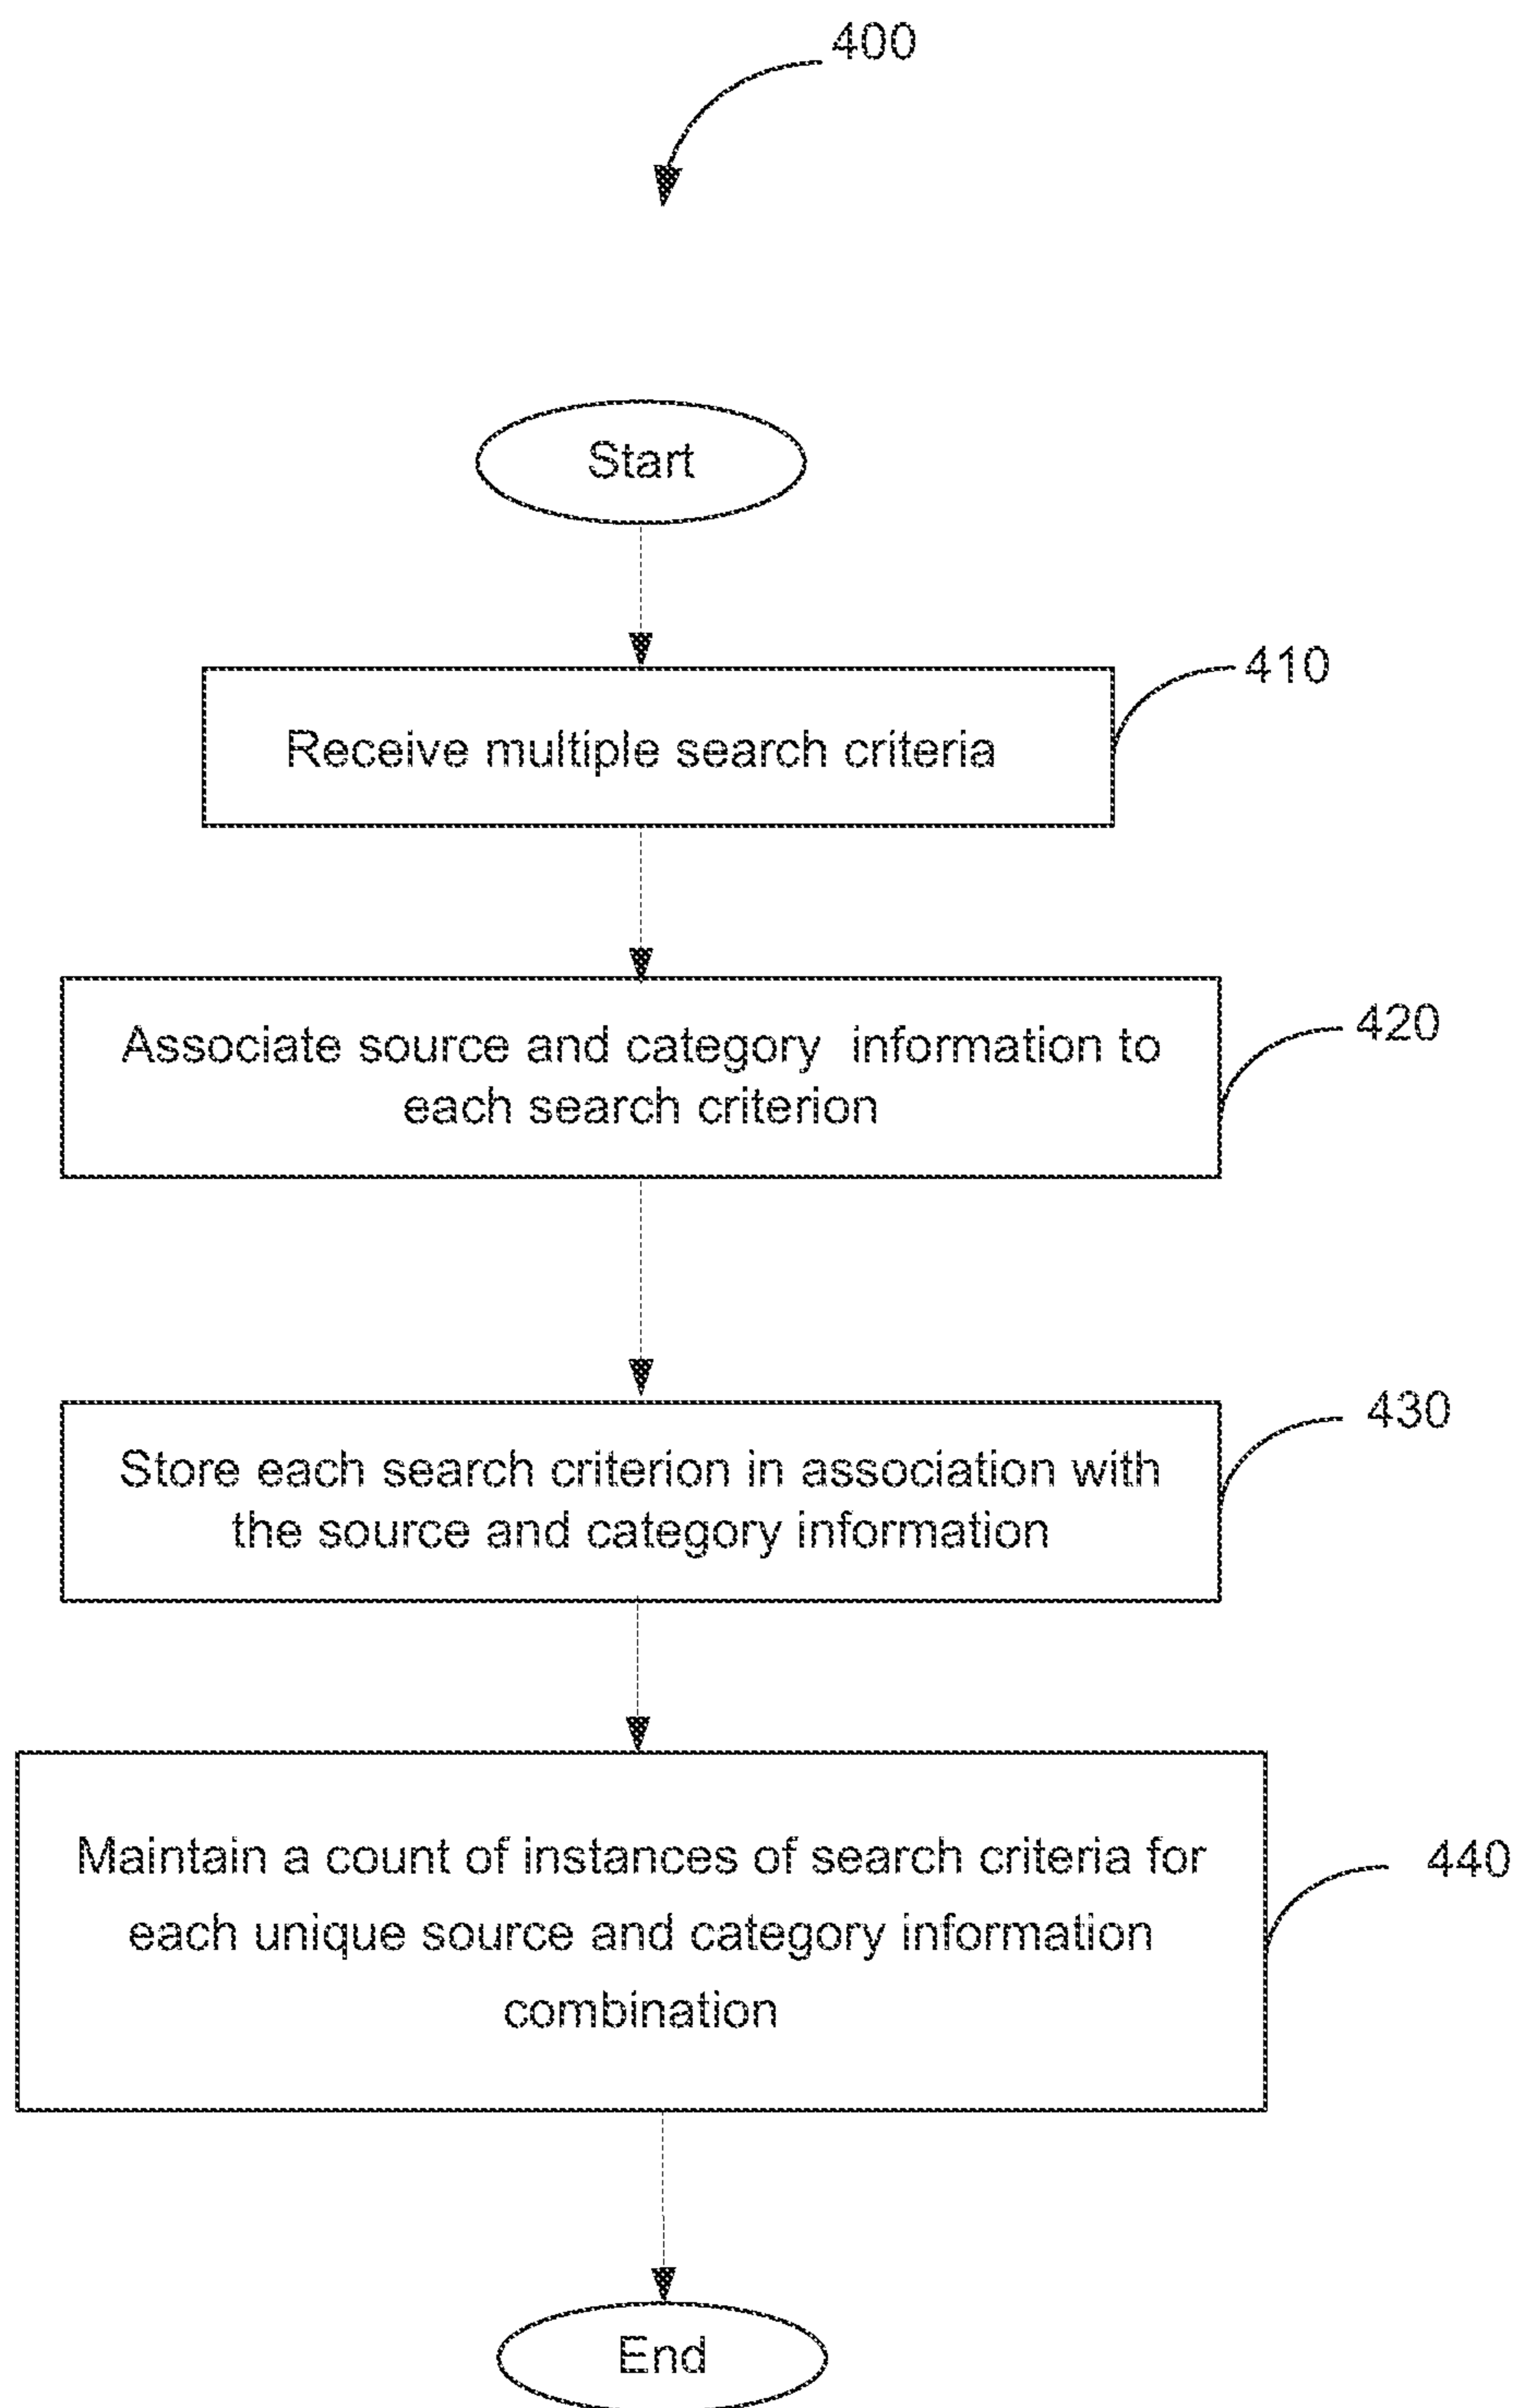 400
Start
410
Receive multiple search criteria
420
Associate source and category information to
each search criterion
430
Store each search criterion in association with
the source and category information
440
Maintain a count of instances of search criteria for
each unique source and category information
combination
End